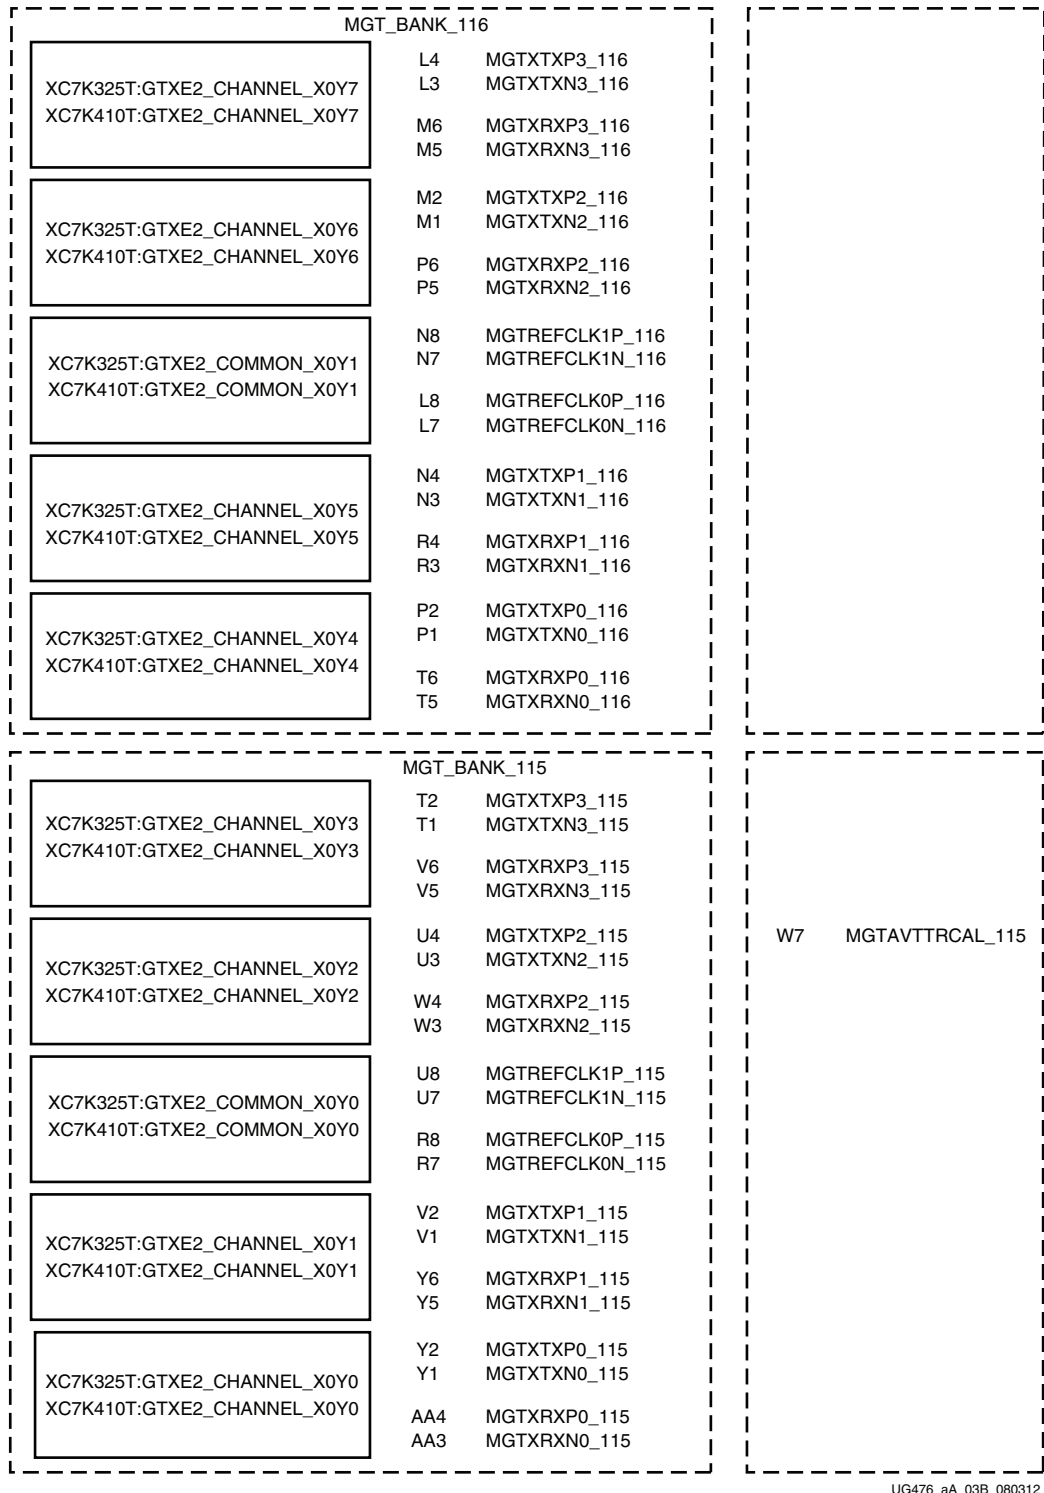 MGT_BANK_116
XC7K325T:GTXE2_CHANNEL_X0Y7
XC7K410T:GTXE2_CHANNEL_X0Y7
L4 MGTXTXP3_116
L3 MGTXTXN3_116
M6 MGTXRXP3_116
M5 MGTXRXN3_116
XC7K325T:GTXE2_CHANNEL_X0Y6
XC7K410T:GTXE2_CHANNEL_X0Y6
M2 MGTXTXP2_116
M1 MGTXTXN2_116
P6 MGTXRXP2_116
P5 MGTXRXN2_116
XC7K325T:GTXE2_COMMON_X0Y1
XC7K410T:GTXE2_COMMON_X0Y1
N8 MGTREFCLK1P_116
N7 MGTREFCLK1N_116
L8 MGTREFCLK0P_116
L7 MGTREFCLK0N_116
XC7K325T:GTXE2_CHANNEL_X0Y5
XC7K410T:GTXE2_CHANNEL_X0Y5
N4 MGTXTXP1_116
N3 MGTXTXN1_116
R4 MGTXRXP1_116
R3 MGTXRXN1_116
XC7K325T:GTXE2_CHANNEL_X0Y4
XC7K410T:GTXE2_CHANNEL_X0Y4
P2 MGTXTXP0_116
P1 MGTXTXN0_116
T6 MGTXRXP0_116
T5 MGTXRXN0_116
MGT_BANK_115
XC7K325T:GTXE2_CHANNEL_X0Y3
XC7K410T:GTXE2_CHANNEL_X0Y3
T2 MGTXTXP3_115
T1 MGTXTXN3_115
V6 MGTXRXP3_115
V5 MGTXRXN3_115
XC7K325T:GTXE2_CHANNEL_X0Y2
XC7K410T:GTXE2_CHANNEL_X0Y2
U4 MGTXTXP2_115
U3 MGTXTXN2_115
W4 MGTXRXP2_115
W3 MGTXRXN2_115
W7 MGTAVTTRCAL_115
XC7K325T:GTXE2_COMMON_X0Y0
XC7K410T:GTXE2_COMMON_X0Y0
U8 MGTREFCLK1P_115
U7 MGTREFCLK1N_115
R8 MGTREFCLK0P_115
R7 MGTREFCLK0N_115
XC7K325T:GTXE2_CHANNEL_X0Y1
XC7K410T:GTXE2_CHANNEL_X0Y1
V2 MGTXTXP1_115
V1 MGTXTXN1_115
Y6 MGTXRXP1_115
Y5 MGTXRXN1_115
XC7K325T:GTXE2_CHANNEL_X0Y0
XC7K410T:GTXE2_CHANNEL_X0Y0
Y2 MGTXTXP0_115
Y1 MGTXTXN0_115
AA4 MGTXRXP0_115
AA3 MGTXRXN0_115
UG476_aA_03B_080312